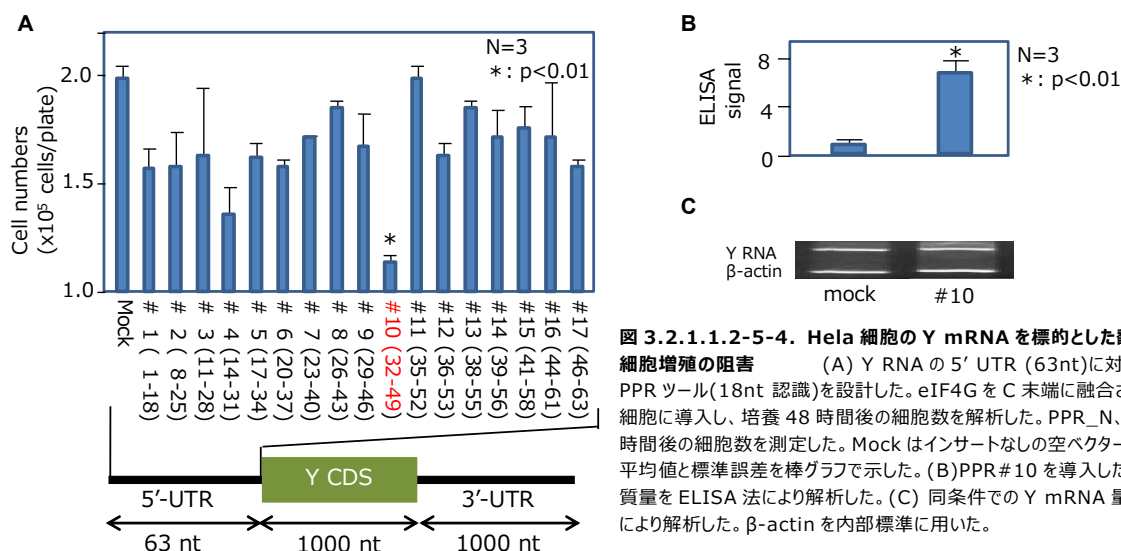 A
N=3
*: p<0.01
Cell numbers
(x10⁵ cells/plate)
2.0
1.5
1.0
*
Mock
# 1 ( 1-18)
# 2 ( 8-25)
# 3 (11-28)
# 4 (14-31)
# 5 (17-34)
# 6 (20-37)
# 7 (23-40)
# 8 (26-43)
# 9 (29-46)
#10 (32-49)
#11 (35-52)
#12 (36-53)
#13 (38-55)
#14 (39-56)
#15 (41-58)
#16 (44-61)
#17 (46-63)
Y CDS
5'-UTR
3'-UTR
63 nt
1000 nt
1000 nt
B
ELISA
signal
8
4
0
*
N=3
*: p<0.01
C
Y RNA
β-actin
mock
#10
図 3.2.1.1.2-5-4. Hela 細胞の Y mRNA を標的とした
細胞増殖の阻害 (A) Y RNA の 5' UTR (63nt)に対
PPR ツール(18nt 認識)を設計した。eIF4G を C 末端に融合さ
細胞に導入し、培養 48 時間後の細胞数を解析した。PPR_N、
時間後の細胞数を測定した。Mock はインサートなしの空ベクター
平均値と標準誤差を棒グラフで示した。(B)PPR#10 を導入した
質量を ELISA 法により解析した。(C) 同条件での Y mRNA 量
により解析した。β-actin を内部標準に用いた。